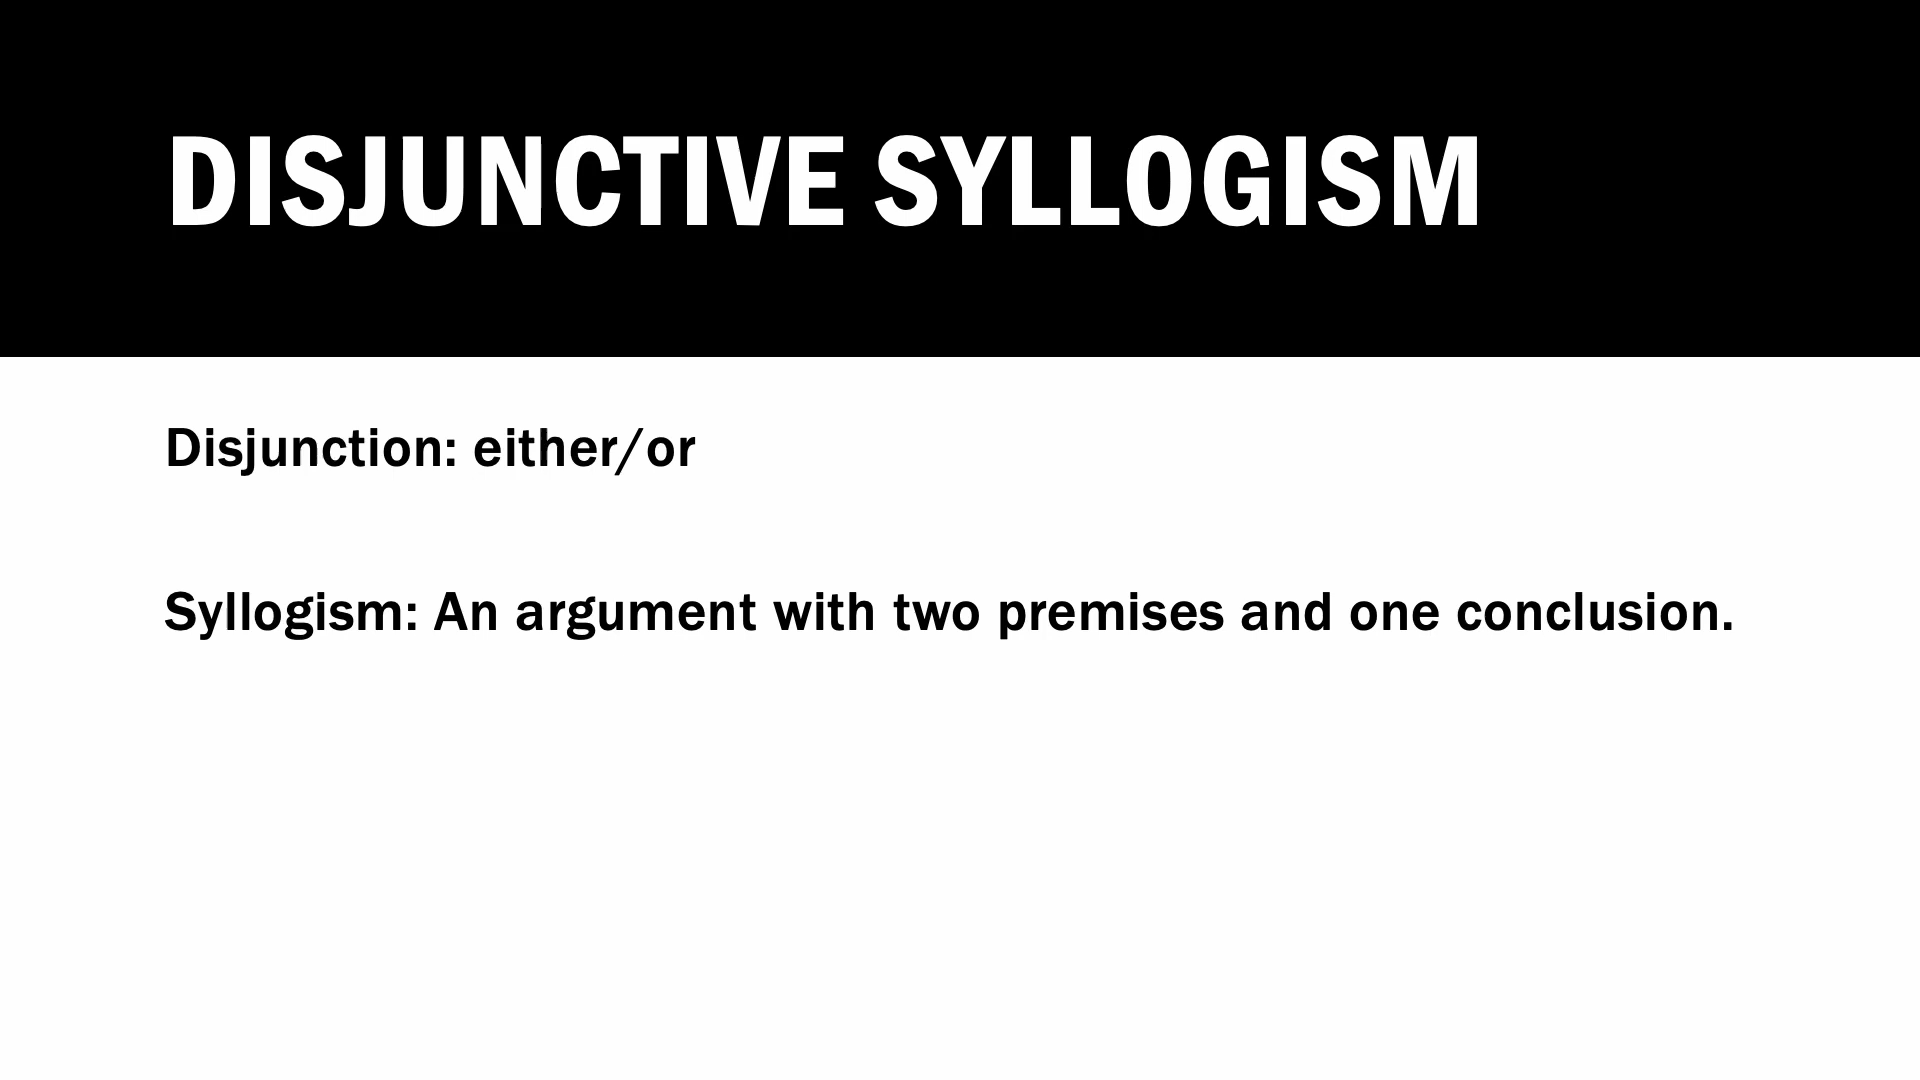 DISJUNCTIVE SYLLOGISM
Disjunction: either/or
Syllogism: An argument with two premises and one conclusion.